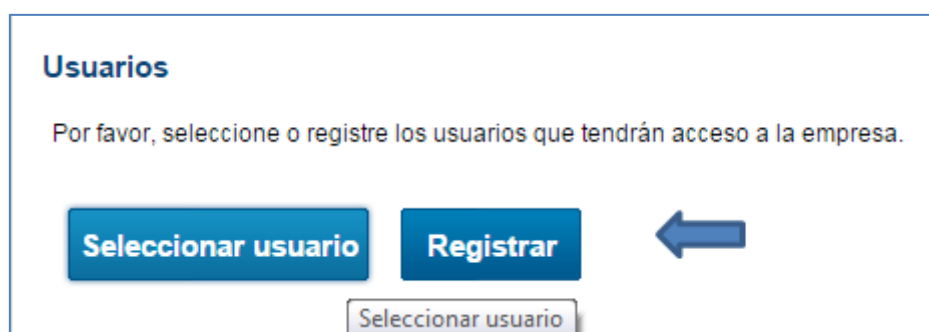 Usuarios
Por favor, seleccione o registre los usuarios que tendrán acceso a la empresa.
Seleccionar usuario Registrar
Seleccionar usuario